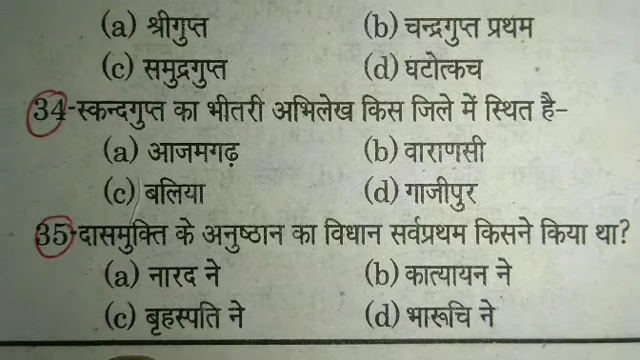 (a) श्रीगुप्त (b) चन्द्रगुप्त प्रथम
(c) समुद्रगुप्त (d) घटोत्कच
34-स्कन्दगुप्त का भीतरी अभिलेख किस जिले में स्थित है-
(a) आजमगढ़ (b) वाराणसी
(c) बलिया (d) गाजीपुर
35-दासमुक्ति के अनुष्ठान का विधान सर्वप्रथम किसने किया था?
(a) नारद ने (b) कात्यायन ने
(c) बृहस्पति ने (d) भारूचि ने